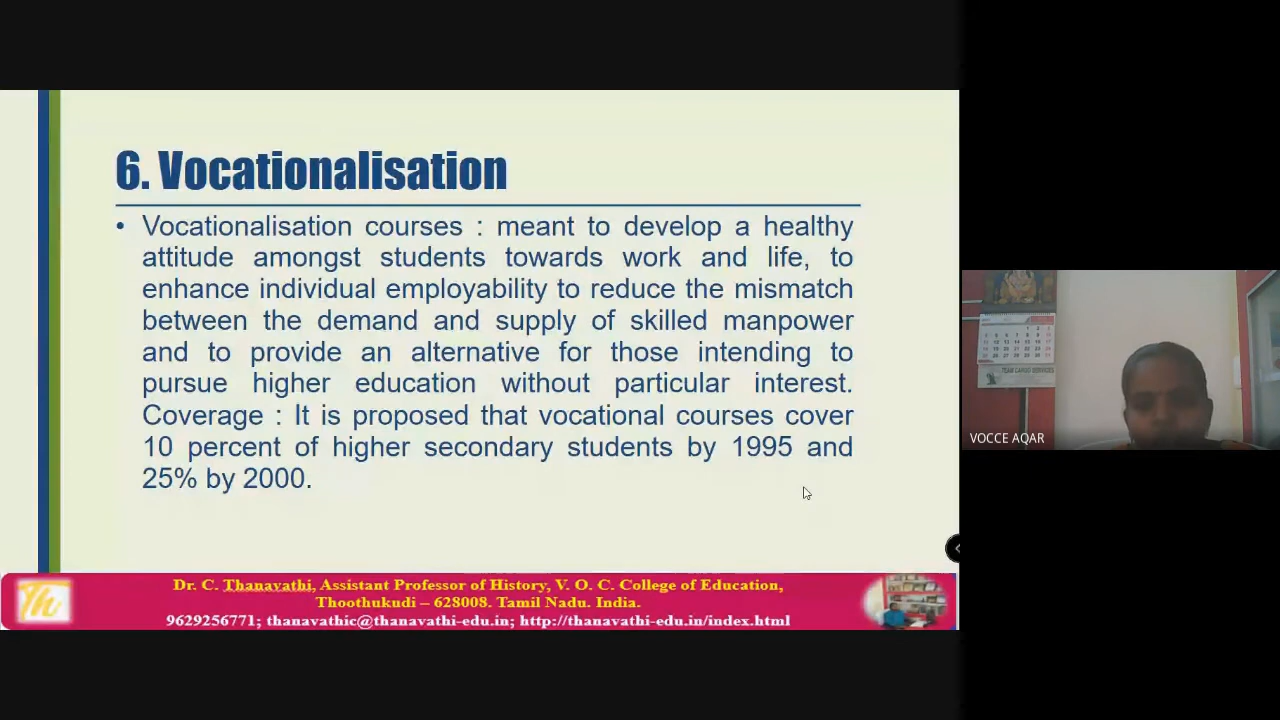 6. Vocationalisation
• Vocationalisation courses : meant to develop a healthy
attitude amongst students towards work and life, to
enhance individual employability to reduce the mismatch
between the demand and supply of skilled manpower
and to provide an alternative for those intending to
pursue higher education without particular interest.
Coverage : It is proposed that vocational courses cover
10 percent of higher secondary students by 1995 and
25% by 2000.
Th
Dr. C. Thanavathi, Assistant Professor of History, V. O. C. College of Education,
Thoothukudi – 628008. Tamil Nadu. India.
9629256771; thanavathic@thanavathi-edu.in; http://thanavathi-edu.in/index.html
TEAM CARGO SERVICES
VOCCE AQAR